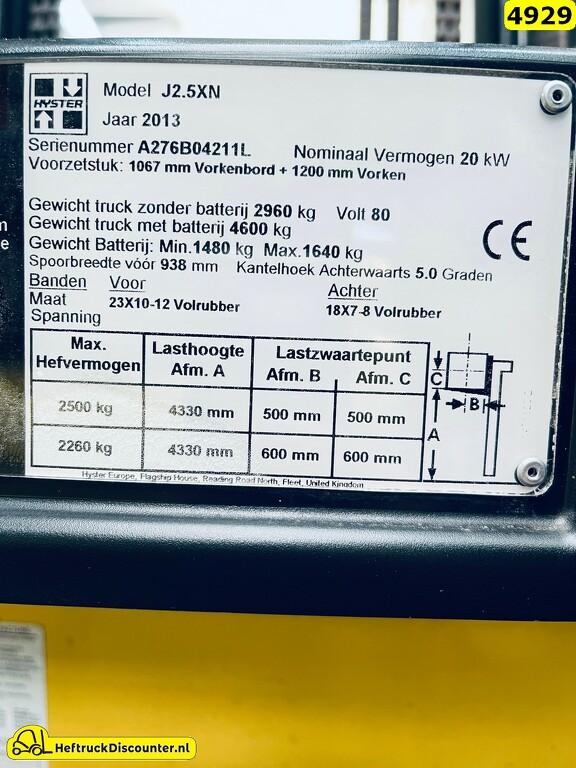 4929
HYSTER
Model J2.5XN
Jaar 2013
Serienummer A276B04211L Nominaal Vermogen 20 kW
Voorzetstuk: 1067 mm Vorkenbord + 1200 mm Vorken
Gewicht truck zonder batterij 2960 kg Volt 80
Gewicht truck met batterij 4600 kg
Gewicht Batterij: Min.1480 kg Max.1640 kg
Spoorbreedte vóór 938 mm Kantelhoek Achterwaarts 5.0 Graden
CE
Banden Voor Achter
Maat 23X10-12 Volrubber 18X7-8 Volrubber
Spanning
Max. Hefvermogen Lasthoogte Afm. A Lastzwaartepunt
Afm. B Afm. C
2500 kg 4330 mm 500 mm 500 mm
2260 kg 4330 mm 600 mm 600 mm
C
B
A
Hyster Europe, Flagship House, Reading Road North, Fleet, United Kingdom
HeftruckDiscounter.nl